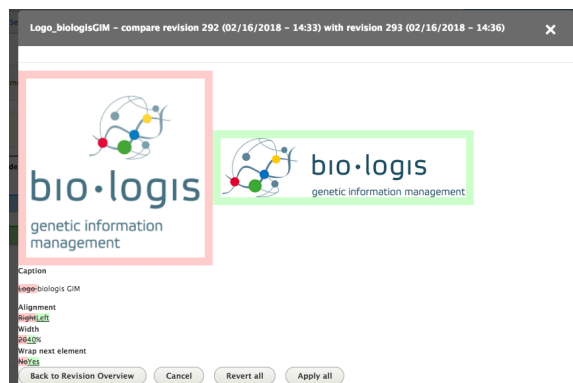 Logo_biologisGIM – compare revision 292 (02/16/2018 – 14:33) with revision 293 (02/16/2018 – 14:36)
bio•logis
genetic information
management
bio•logis
genetic information management
Caption
Logo biologis GIM
Alignment
RightLeft
Width
2040%
Wrap next element
NoYes
Back to Revision Overview
Cancel
Revert all
Apply all